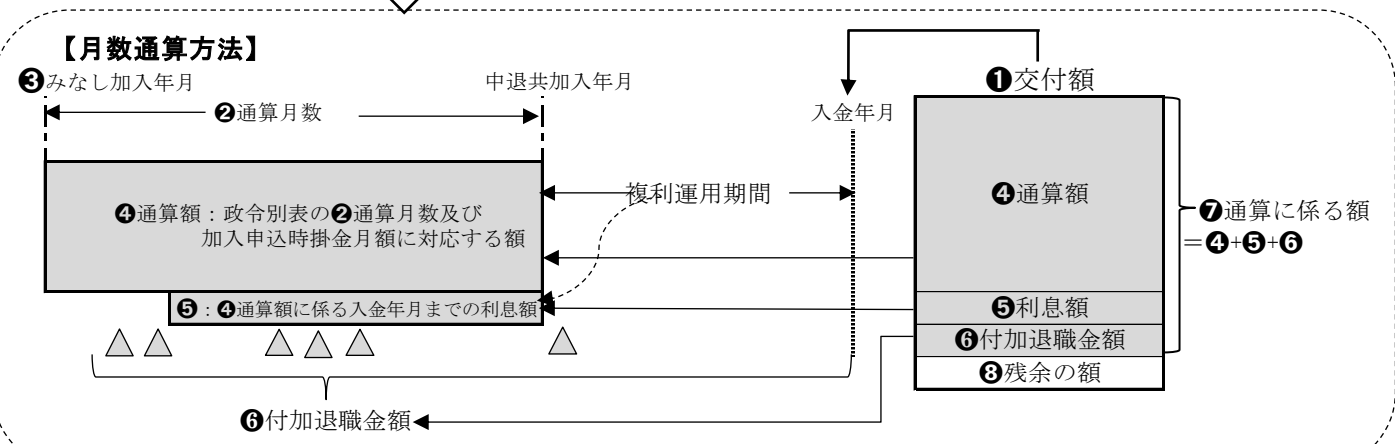 【月数通算方法】
❸みなし加入年月
中退共加入年月
❷通算月数
入金年月
❶交付額
複利運用期間
❹通算額：政令別表の❷通算月数及び
加入申込時掛金月額に対応する額
❺：❹通算額に係る入金年月までの利息額
❹通算額
❼通算に係る額
＝❹+❺+❻
❺利息額
❻付加退職金額
❽残余の額
❻付加退職金額